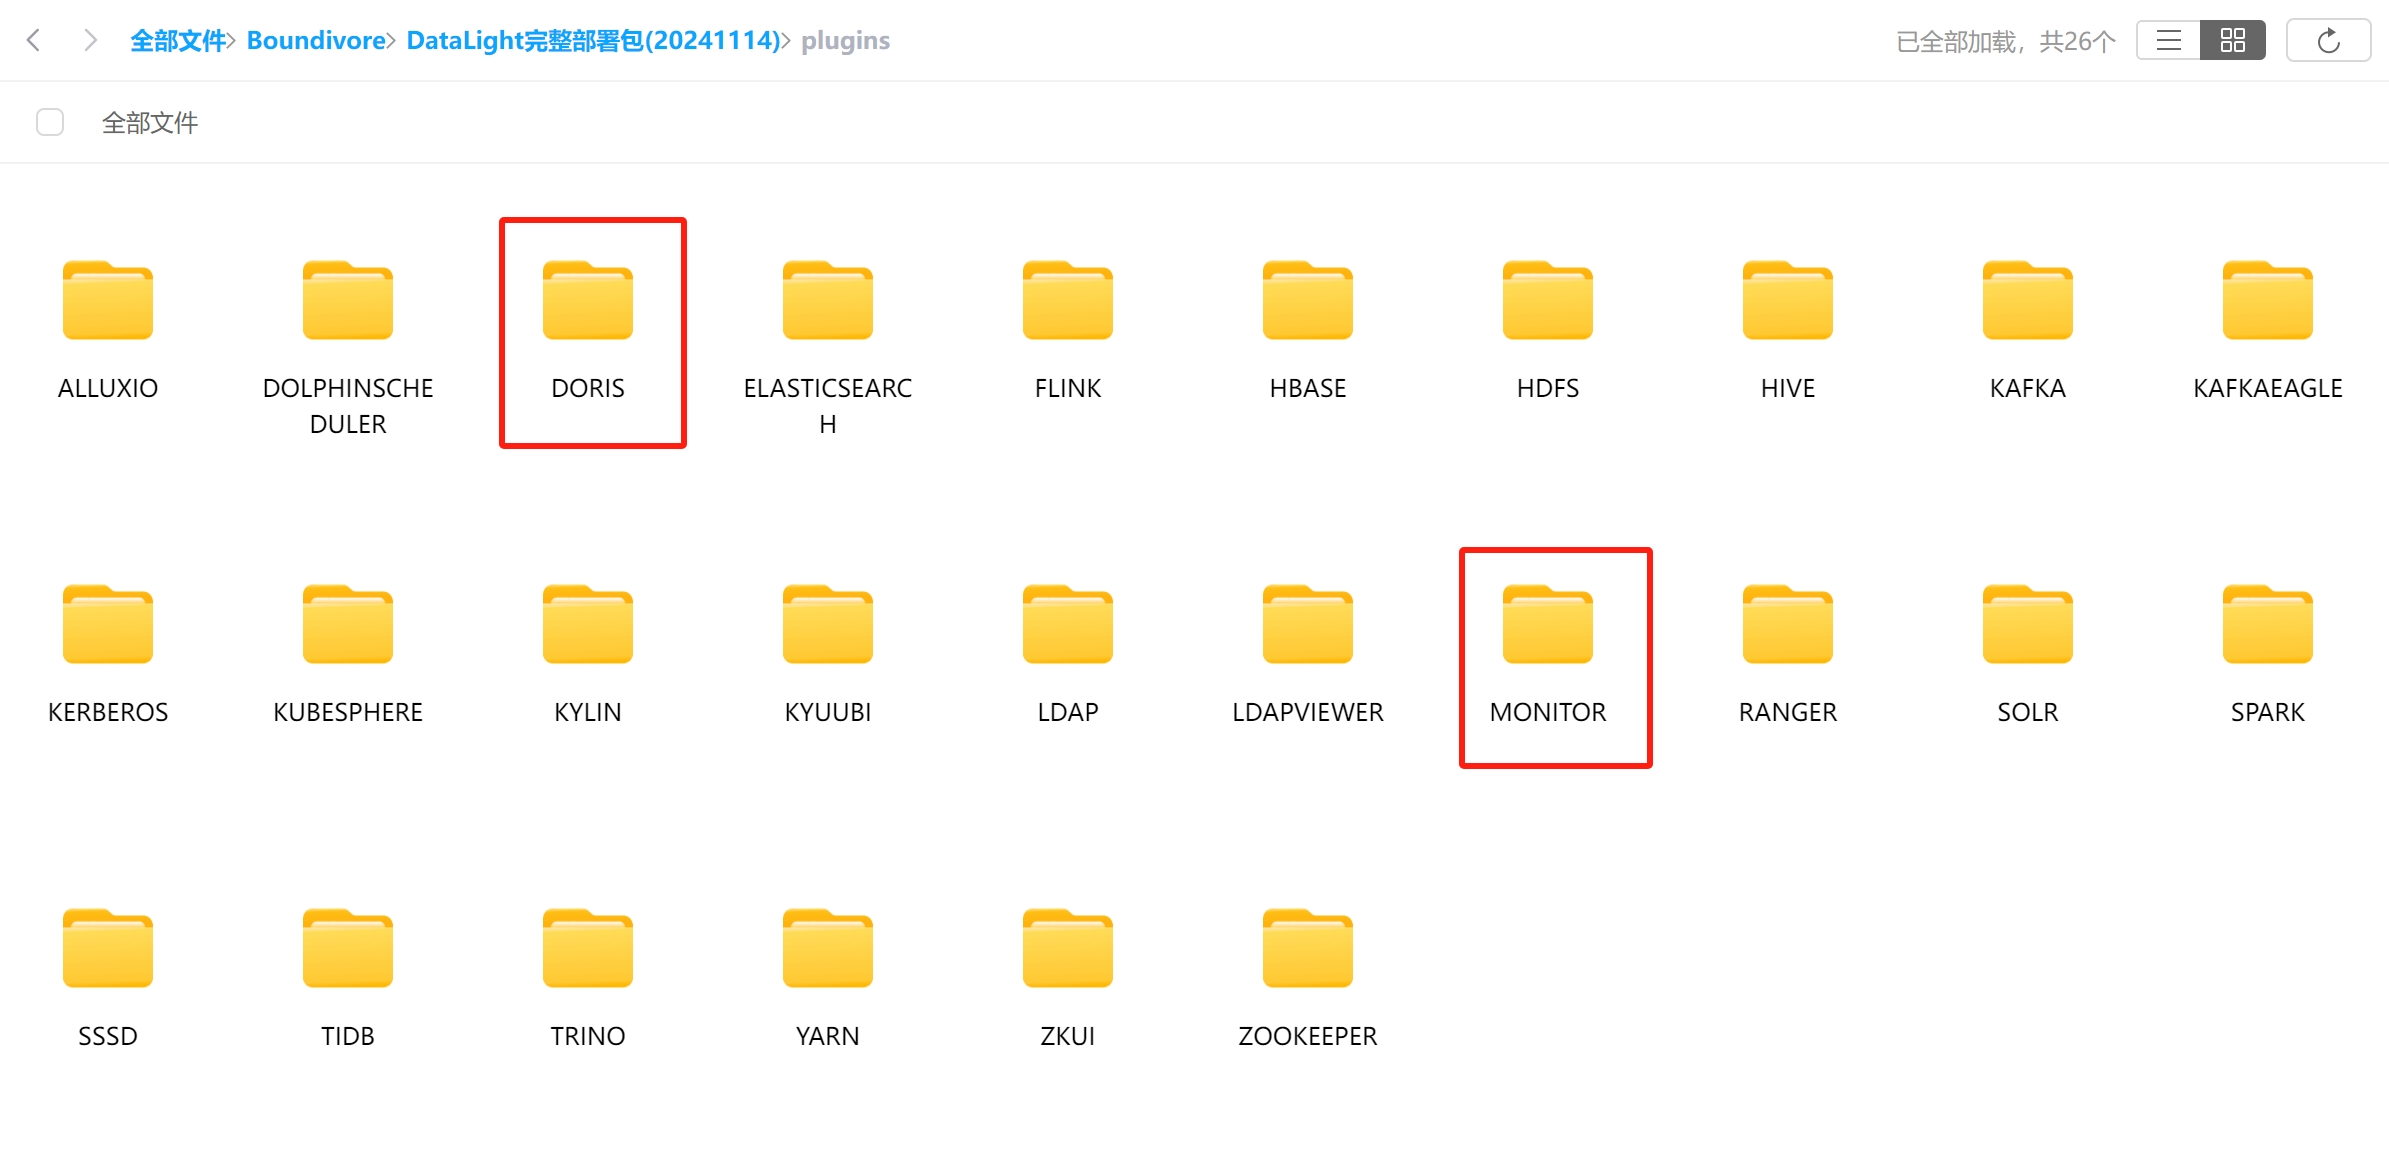 全部文件> Boundivore> DataLight完整部署包(20241114)> plugins
已全部加载，共26个
全部文件
ALLUXIO
DOLPHINSCHE
DULER
DORIS
ELASTICSEARC
H
FLINK
HBASE
HDFS
HIVE
KAFKA
KAFKAEAGLE
KERBEROS
KUBESPHERE
KYLIN
KYUUBI
LDAP
LDAPVIEWER
MONITOR
RANGER
SOLR
SPARK
SSSD
TIDB
TRINO
YARN
ZKUI
ZOOKEEPER